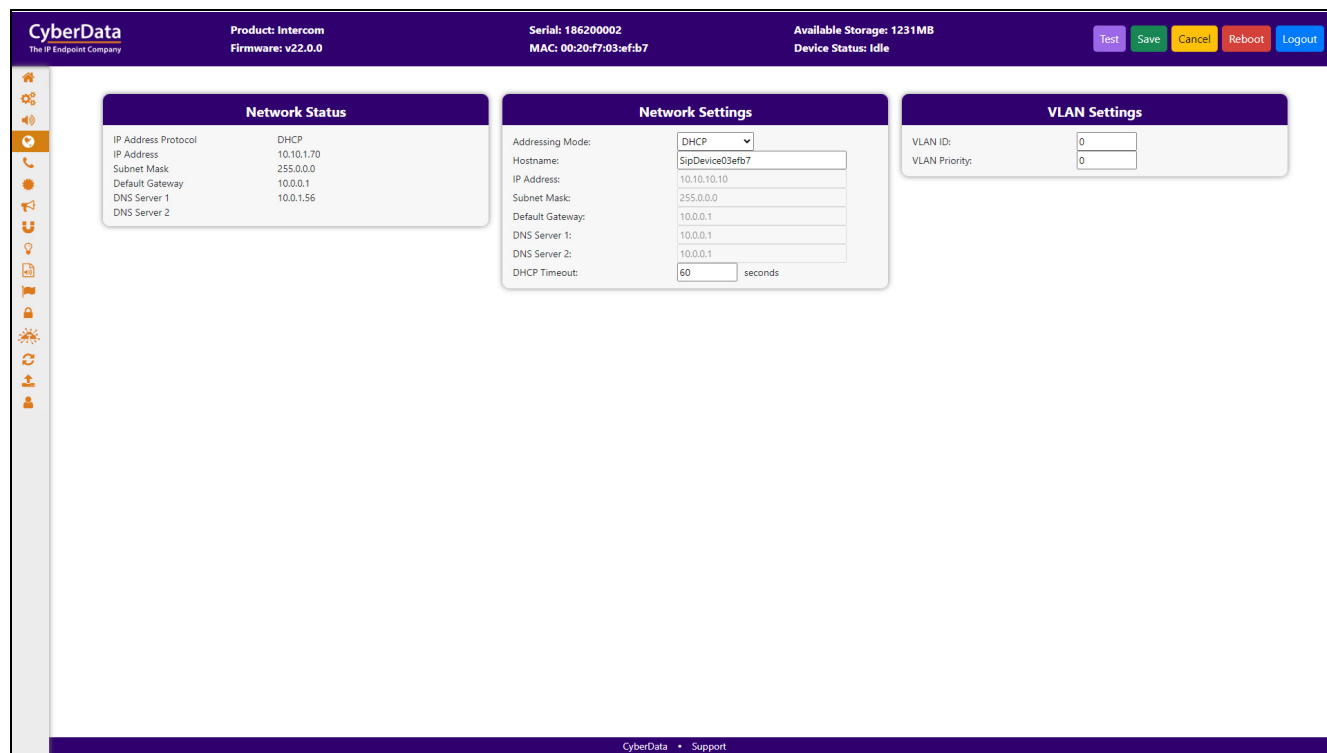 CyberData
The IP Endpoint Company
Product: Intercom
Firmware: v22.0.0
Serial: 186200002
MAC: 00:20:f7:03:ef:b7
Available Storage: 1231MB
Device Status: Idle
Test Save Cancel Reboot Logout
Network Status
IP Address Protocol DHCP
IP Address 10.10.1.70
Subnet Mask 255.0.0.0
Default Gateway 10.0.0.1
DNS Server 1 10.0.1.56
DNS Server 2
Network Settings
Addressing Mode: DHCP
Hostname: SipDevice03efb7
IP Address: 10.10.10.10
Subnet Mask: 255.0.0.0
Default Gateway: 10.0.0.1
DNS Server 1: 10.0.0.1
DNS Server 2: 10.0.0.1
DHCP Timeout: 60 seconds
VLAN Settings
VLAN ID: 0
VLAN Priority: 0
CyberData • Support